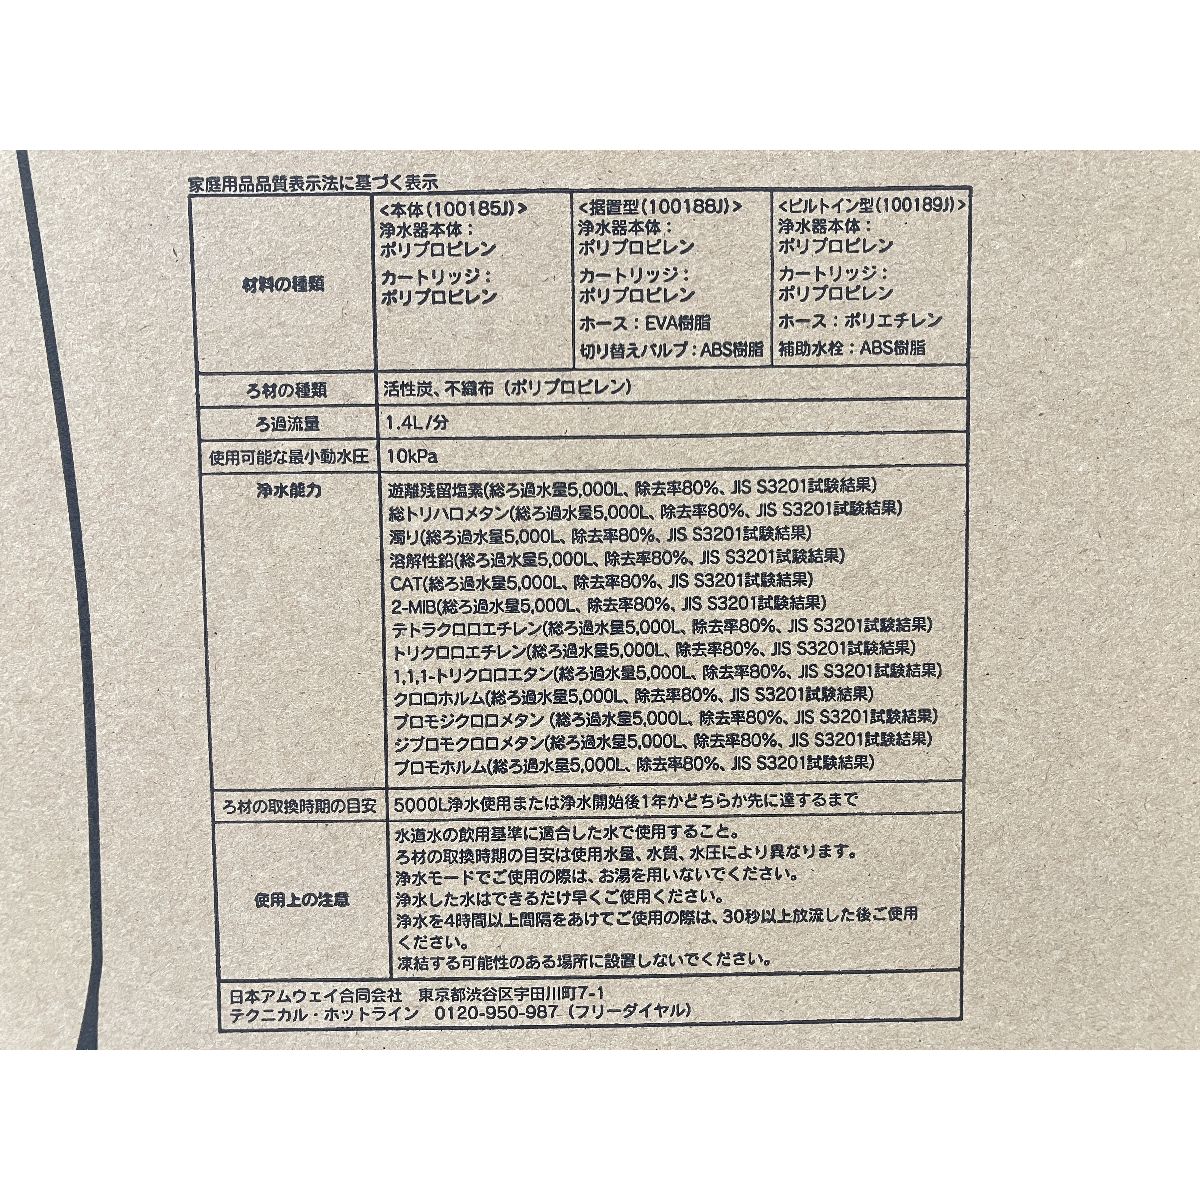 家庭用品品質表示法に基づく表示
材料の種類
<本体(100185J)>
浄水器本体：
ポリプロピレン
カートリッジ：
ポリプロピレン
<据置型(100188J)>
浄水器本体：
ポリプロピレン
カートリッジ：
ポリプロピレン
ホース：EVA樹脂
切り替えバルブ：ABS樹脂
<ビルトイン型(100189J)>
浄水器本体：
ポリプロピレン
カートリッジ：
ポリプロピレン
ホース：ポリエチレン
補助水栓：ABS樹脂
ろ材の種類
活性炭、不織布（ポリプロピレン）
ろ過流量
1.4L/分
使用可能な最小動水圧
10kPa
浄水能力
遊離残留塩素(総ろ過水量5,000L、除去率80%、JIS S3201試験結果)
総トリハロメタン(総ろ過水量5,000L、除去率80%、JIS S3201試験結果)
濁り(総ろ過水量5,000L、除去率80%、JIS S3201試験結果)
溶解性鉛(総ろ過水量5,000L、除去率80%、JIS S3201試験結果)
CAT(総ろ過水量5,000L、除去率80%、JIS S3201試験結果)
2-MIB(総ろ過水量5,000L、除去率80%、JIS S3201試験結果)
テトラクロロエチレン(総ろ過水量5,000L、除去率80%、JIS S3201試験結果)
トリクロロエチレン(総ろ過水量5,000L、除去率80%、JIS S3201試験結果)
1,1,1-トリクロロエタン(総ろ過水量5,000L、除去率80%、JIS S3201試験結果)
クロロホルム(総ろ過水量5,000L、除去率80%、JIS S3201試験結果)
ブロモジクロロメタン (総ろ過水量5,000L、除去率80%、JIS S3201試験結果)
ジブロモクロロメタン(総ろ過水量5,000L、除去率80%、JIS S3201試験結果)
ブロモホルム(総ろ過水量5,000L、除去率80%、JIS S3201試験結果)
ろ材の取換時期の目安
5000L浄水使用または浄水開始後1年かどちらか先に達するまで
使用上の注意
水道水の飲用基準に適合した水で使用すること。
ろ材の取換時期の目安は使用水量、水質、水圧により異なります。
浄水モードでご使用の際は、お湯を用いないでください。
浄水した水はできるだけ早くご使用ください。
浄水を4時間以上間隔をあけてご使用の際は、30秒以上放流した後ご使用
ください。
凍結する可能性のある場所に設置しないでください。
日本アムウェイ合同会社　東京都渋谷区宇田川町7-1
テクニカル・ホットライン　0120-950-987（フリーダイヤル）